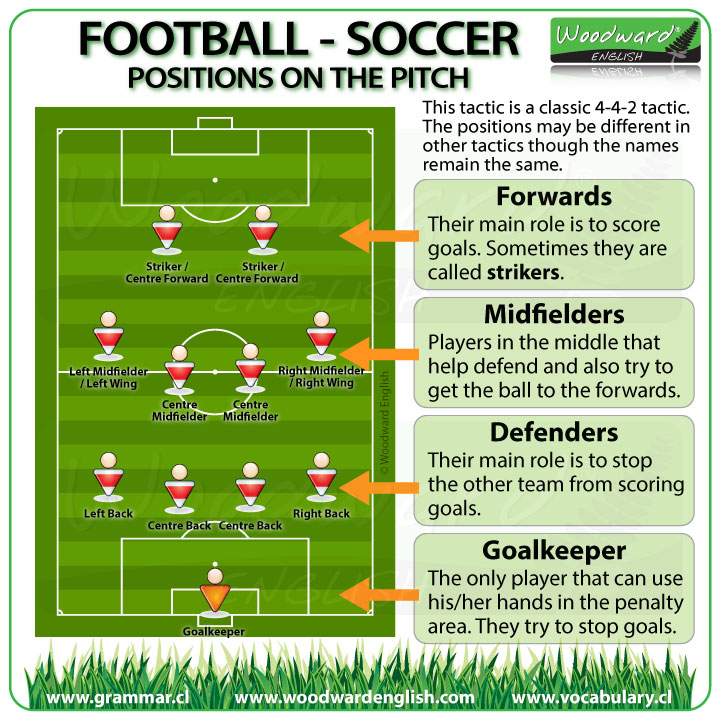 FOOTBALL - SOCCER
POSITIONS ON THE PITCH
Woodward®
ENGLISH
This tactic is a classic 4-4-2 tactic.
The positions may be different in
other tactics though the names
remain the same.
Forwards
Their main role is to score
goals. Sometimes they are
called strikers.
Midfielders
Players in the middle that
help defend and also try to
get the ball to the forwards.
Defenders
Their main role is to stop
the other team from scoring
goals.
Goalkeeper
The only player that can use
his/her hands in the penalty
area. They try to stop goals.
Striker /
Centre Forward
Striker /
Centre Forward
Left Midfielder
/ Left Wing
Centre
Midfielder
Centre
Midfielder
Right Midfielder
/ Right Wing
Left Back
Centre Back
Centre Back
Right Back
Goalkeeper
© Woodward English
Woodward®
ENGLISH
Woodward
ENGLISH
www.grammar.cl
www.woodwardenglish.com
www.vocabulary.cl